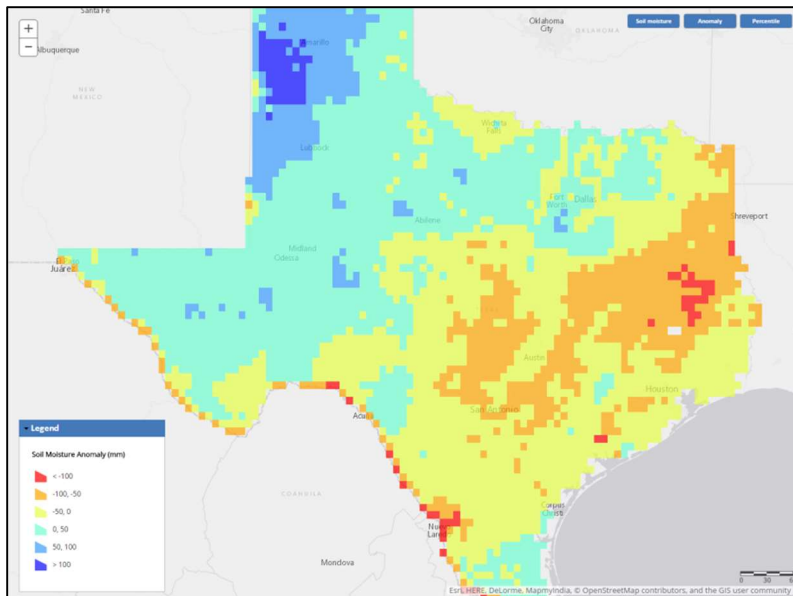 Santa Fe
Oklahoma
City
OKLAHOMA
Soil moisture
Anomaly
Percentile
+
−
Albuquerque
Amarillo
NEW
MEXICO
Wichita
Falls
Lubbock
Fort
Worth
Dallas
Shreveport
Abilene
Midland
Odessa
Juárez
Austin
Houston
San Antonio
Acuña
Legend
Soil Moisture Anomaly (mm)
< -100
-100, -50
-50, 0
0, 50
50, 100
> 100
COAHUILA
Corpus
Christi
Nuevo
Laredo
Monclova
0
30
Esri, HERE, DeLorme, MapmyIndia, © OpenStreetMap contributors, and the GIS user community